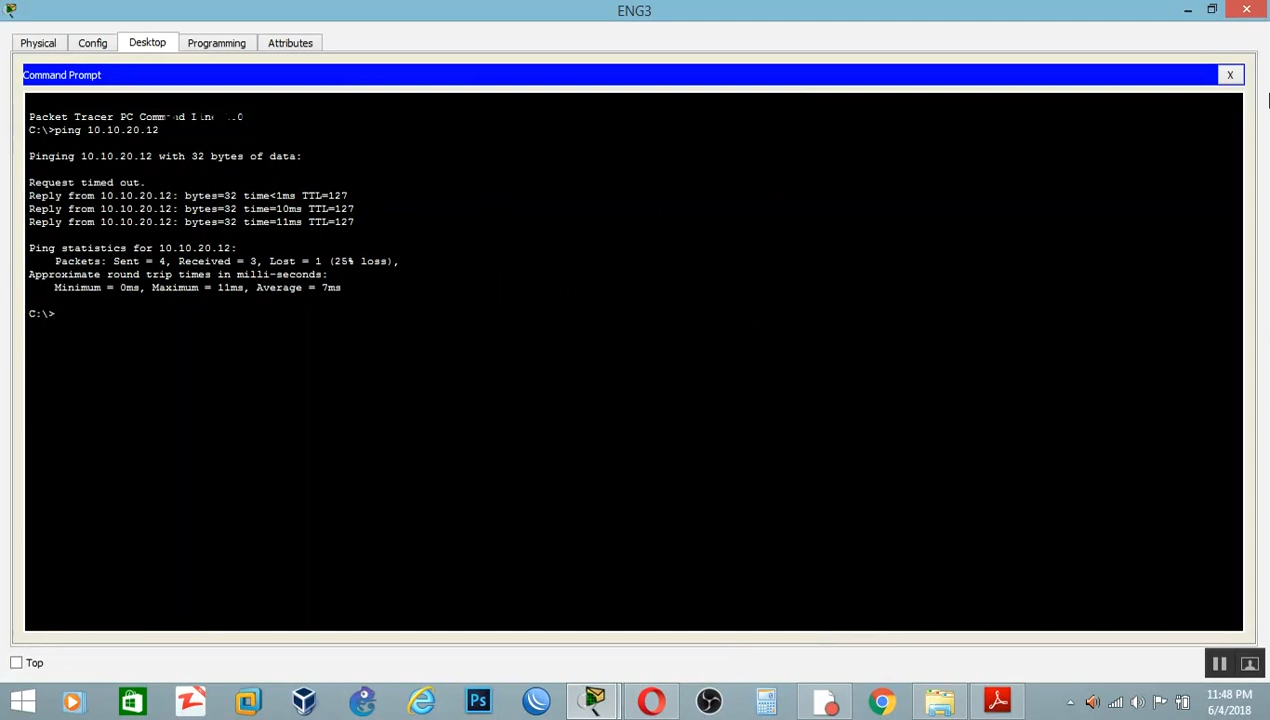 ENG3
Physical
Config
Desktop
Programming
Attributes
Command Prompt
X
Packet Tracer PC Command Line .0
C:\>ping 10.10.20.12
Pinging 10.10.20.12 with 32 bytes of data:
Request timed out.
Reply from 10.10.20.12: bytes=32 time<1ms TTL=127
Reply from 10.10.20.12: bytes=32 time=10ms TTL=127
Reply from 10.10.20.12: bytes=32 time=11ms TTL=127
Ping statistics for 10.10.20.12:
Packets: Sent = 4, Received = 3, Lost = 1 (25% loss),
Approximate round trip times in milli-seconds:
Minimum = 0ms, Maximum = 11ms, Average = 7ms
C:\>
Top
Ps
11:48 PM
6/4/2018